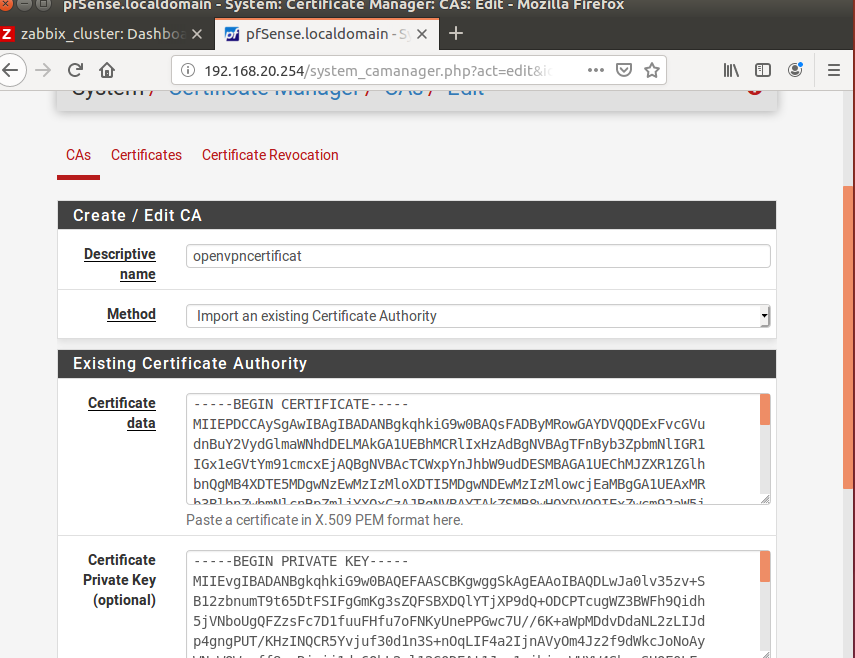 pfSense.localdomain - System: Certificate Manager: CAs: Edit - Mozilla Firefox
Z zabbix_cluster: Dashbo
pf pfSense.localdomain - Sy
192.168.20.254/system_camanager.php?act=edit&id
System / Certificate Manager / CAs / Edit
CAs Certificates Certificate Revocation
Create / Edit CA
Descriptive name
openvpncertificat
Method
Import an existing Certificate Authority
Existing Certificate Authority
Certificate data
-----BEGIN CERTIFICATE-----
MIIEPDCCAySgAwIBAgIBADANBgkqhkiG9w0BAQsFADByMRowGAYDVQQDExFvcGVu
dnBuY2VydGlmaWNhdDELMAkGA1UEBhMCRlIxHzAdBgNVBAgTFnByb3ZpbmNlIGR1
IGx1eGVtYm91cmcxEjAQBgNVBAcTCWxpYnJhbW9udDESMBAGA1UEChMJZXR1ZGlh
bnQgMB4XDTE5MDgwNzEwMzIzMloXDTI5MDgwNDEwMzIzMlowcjEaMBgGA1UEAxMR
Paste a certificate in X.509 PEM format here.
Certificate Private Key (optional)
-----BEGIN PRIVATE KEY-----
MIIEvgIBADANBgkqhkiG9w0BAQEFAASCBKgwggSkAgEAAoIBAQDLwJa0lv35zv+S
B12zbnumT9t65DtFSIFgGmKg3sZQFSBXDQlYTjXP9dQ+ODCPTcugWZ3BWFh9Qidh
5jVNboUgQFZzsFc7D1fuuFHfu7oFNKyUnePPGwc7U//6K+aWpMDdvDdaNL2zLIJd
p4gngPUT/KHzINQCR5Yvjuf30d1n3S+nOqLIF4a2IjnAVyOm4Jz2f9dWkcJoNoAy